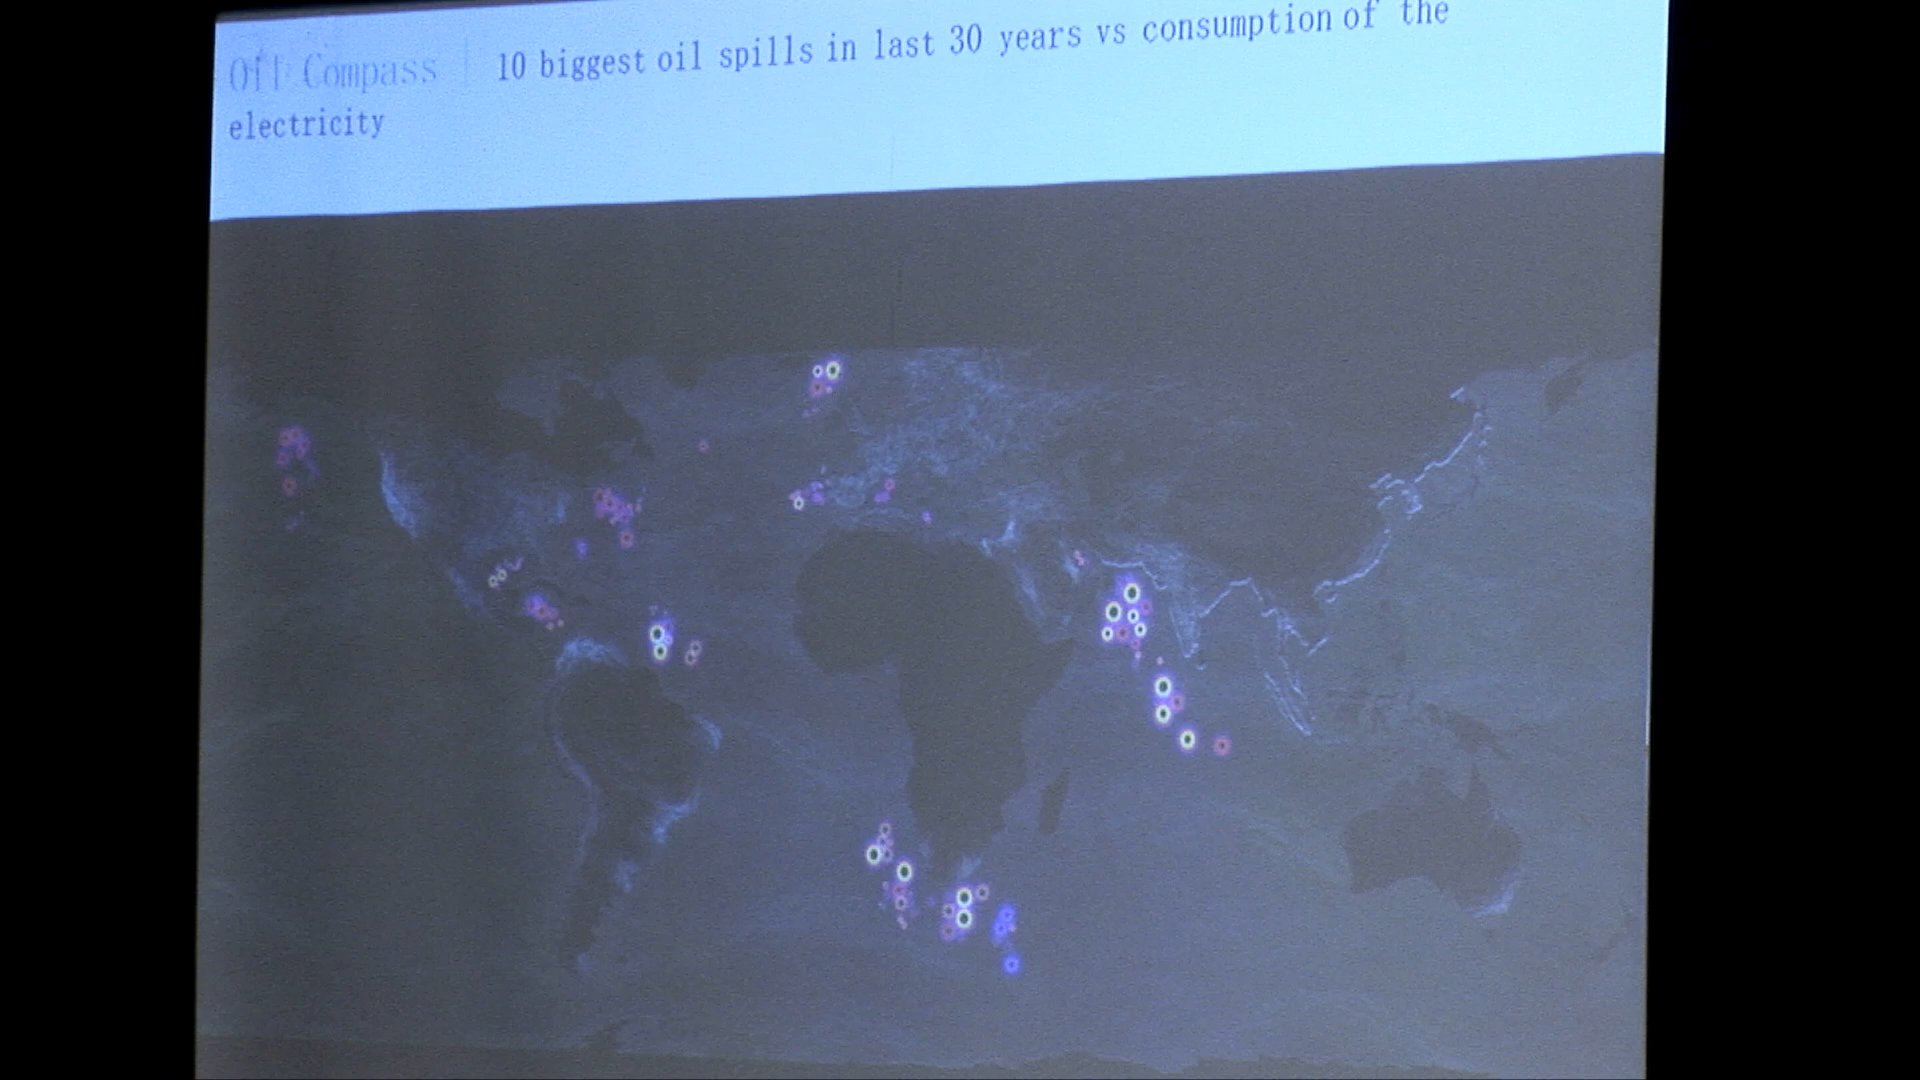 Oil Compass | 10 biggest oil spills in last 30 years vs consumption of the
electricity